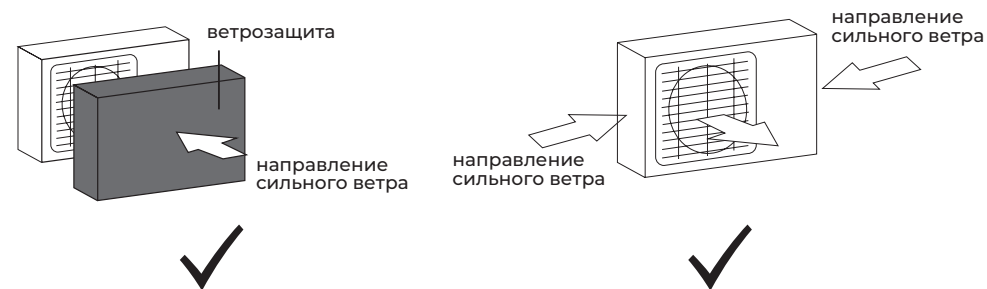 ветрозащита
направление
сильного ветра
направление
сильного ветра
направление
сильного ветра